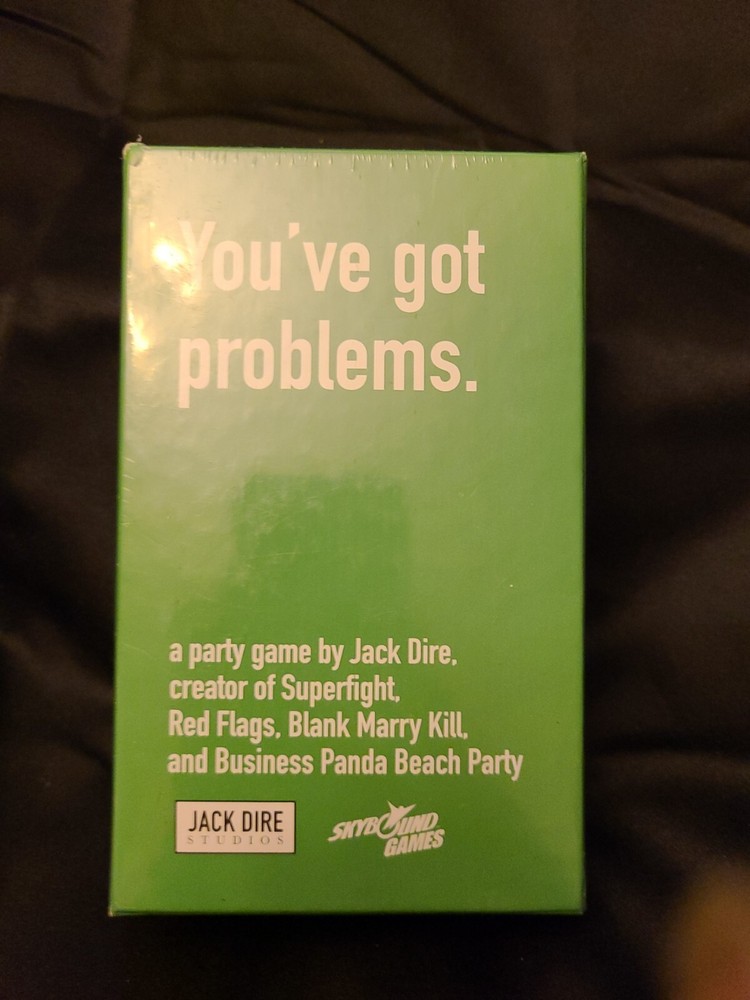 You've got
problems.
a party game by Jack Dire,
creator of Superfight,
Red Flags, Blank Marry Kill,
and Business Panda Beach Party
JACK DIRE
STUDIOS
SKYBOUND
GAMES